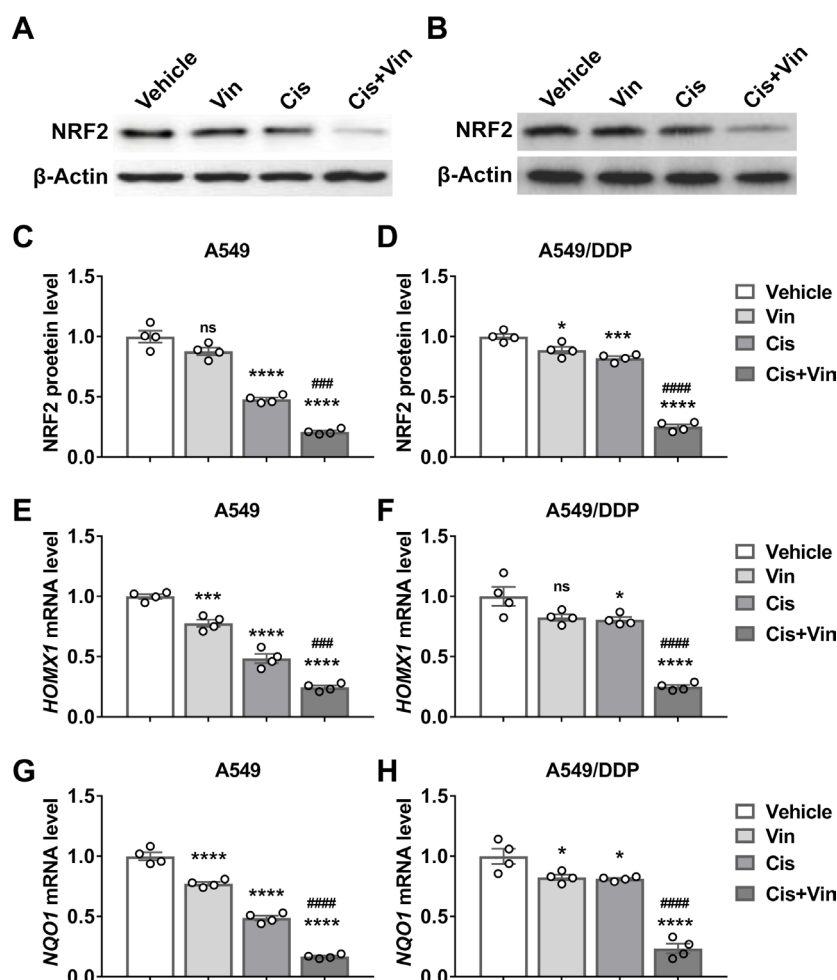 A
B
Vehicle
Vin
Cis
Cis+Vin
Vehicle
Vin
Cis
Cis+Vin
NRF2
β-Actin
NRF2
β-Actin
C
A549
NRF2 proetein level
1.5
1.0
0.5
0.0
ns
****
###
****
D
A549/DDP
NRF2 proetein level
1.5
1.0
0.5
0.0
*
***
####
****
Vehicle
Vin
Cis
Cis+Vin
E
A549
HOMX1 mRNA level
1.5
1.0
0.5
0.0
***
****
###
****
F
A549/DDP
HOMX1 mRNA level
1.5
1.0
0.5
0.0
ns
*
####
****
Vehicle
Vin
Cis
Cis+Vin
G
A549
NQO1 mRNA level
1.5
1.0
0.5
0.0
****
****
####
****
H
A549/DDP
NQO1 mRNA level
1.5
1.0
0.5
0.0
*
*
####
****
Vehicle
Vin
Cis
Cis+Vin